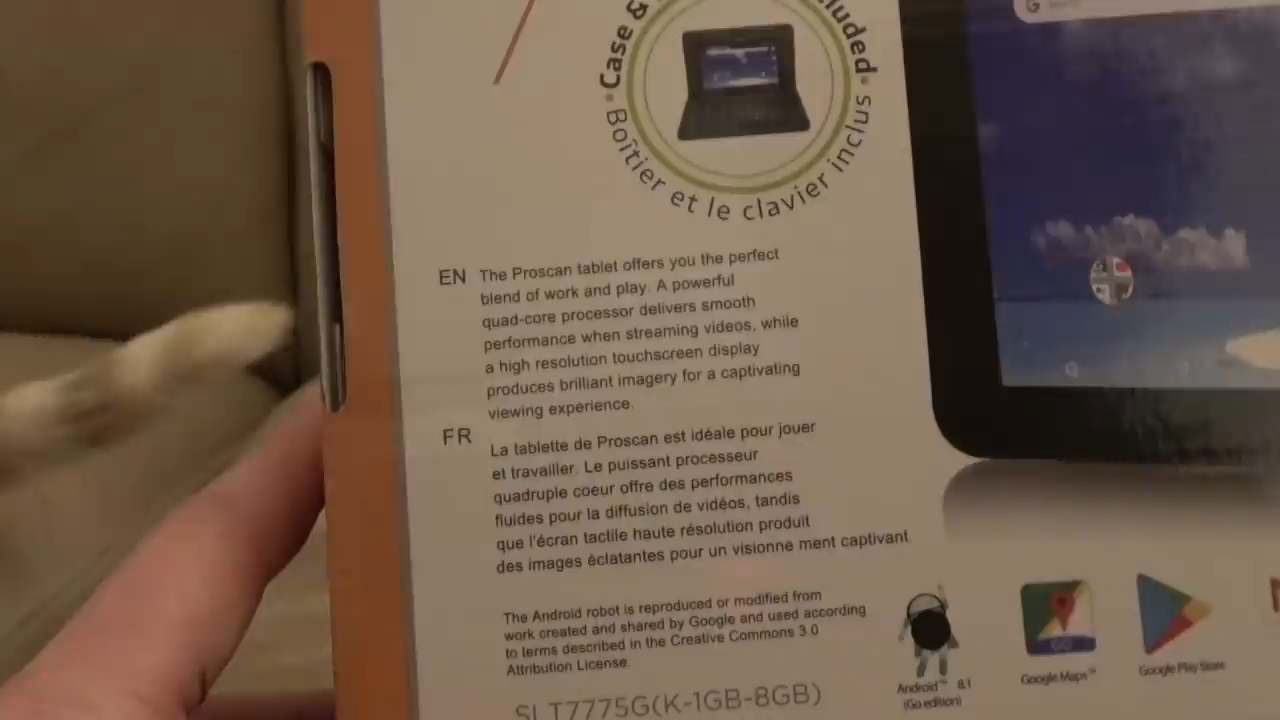 Case &
luded
Boîtier et le clavier inclus
EN
The Proscan tablet offers you the perfect
blend of work and play. A powerful
quad-core processor delivers smooth
performance when streaming videos, while
a high resolution touchscreen display
produces brilliant imagery for a captivating
viewing experience.
FR
La tablette de Proscan est idéale pour jouer
et travailler. Le puissant processeur
quadruple coeur offre des performances
fluides pour la diffusion de vidéos, tandis
que l'écran tactile haute résolution produit
des images éclatantes pour un visionne ment captivant
The Android robot is reproduced or modified from
work created and shared by Google and used according
to terms described in the Creative Commons 3.0
Attribution License.
SLT7775G(K-1GB-8GB)
Android™ 8.1
(Go edition)
GO
Google Maps™
Google Play Store
G